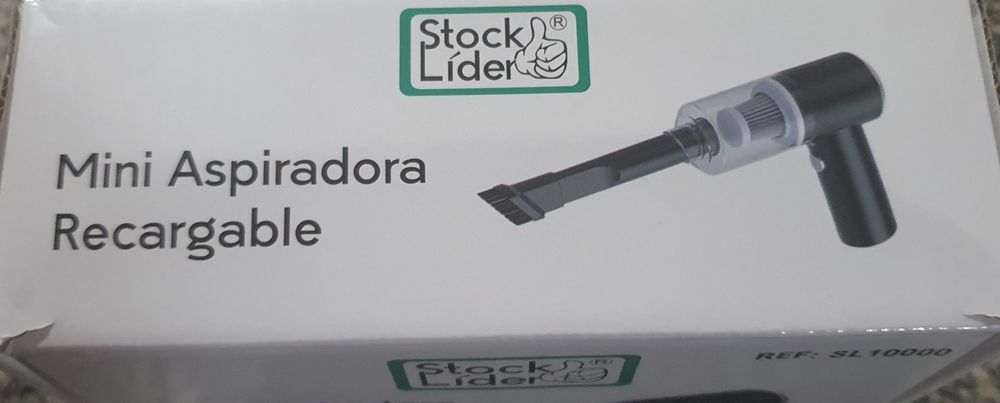 Stock®
Líder
Mini Aspiradora
Recargable
Stock®
Líder
REF: SL10000